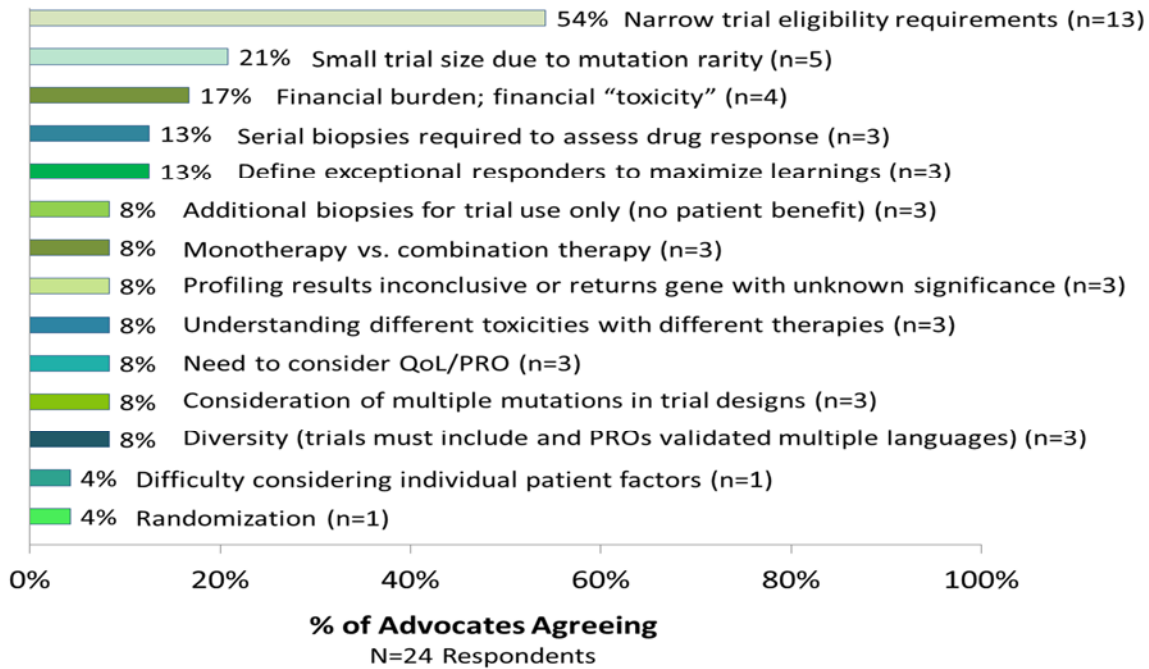 54% Narrow trial eligibility requirements (n=13)
21% Small trial size due to mutation rarity (n=5)
17% Financial burden; financial “toxicity” (n=4)
13% Serial biopsies required to assess drug response (n=3)
13% Define exceptional responders to maximize learnings (n=3)
8% Additional biopsies for trial use only (no patient benefit) (n=3)
8% Monotherapy vs. combination therapy (n=3)
8% Profiling results inconclusive or returns gene with unknown significance (n=3)
8% Understanding different toxicities with different therapies (n=3)
8% Need to consider QoL/PRO (n=3)
8% Consideration of multiple mutations in trial designs (n=3)
8% Diversity (trials must include and PROs validated multiple languages) (n=3)
4% Difficulty considering individual patient factors (n=1)
4% Randomization (n=1)
0% 20% 40% 60% 80% 100%
% of Advocates Agreeing
N=24 Respondents